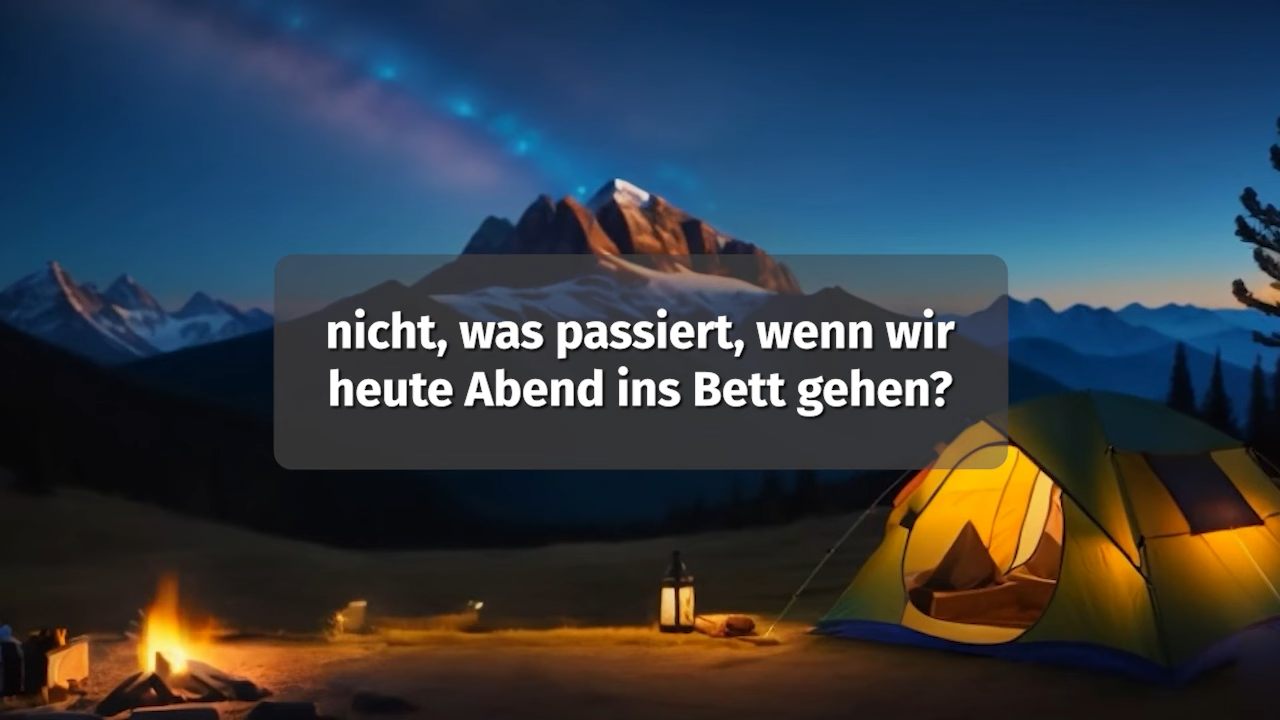 nicht, was passiert, wenn wir
heute Abend ins Bett gehen?